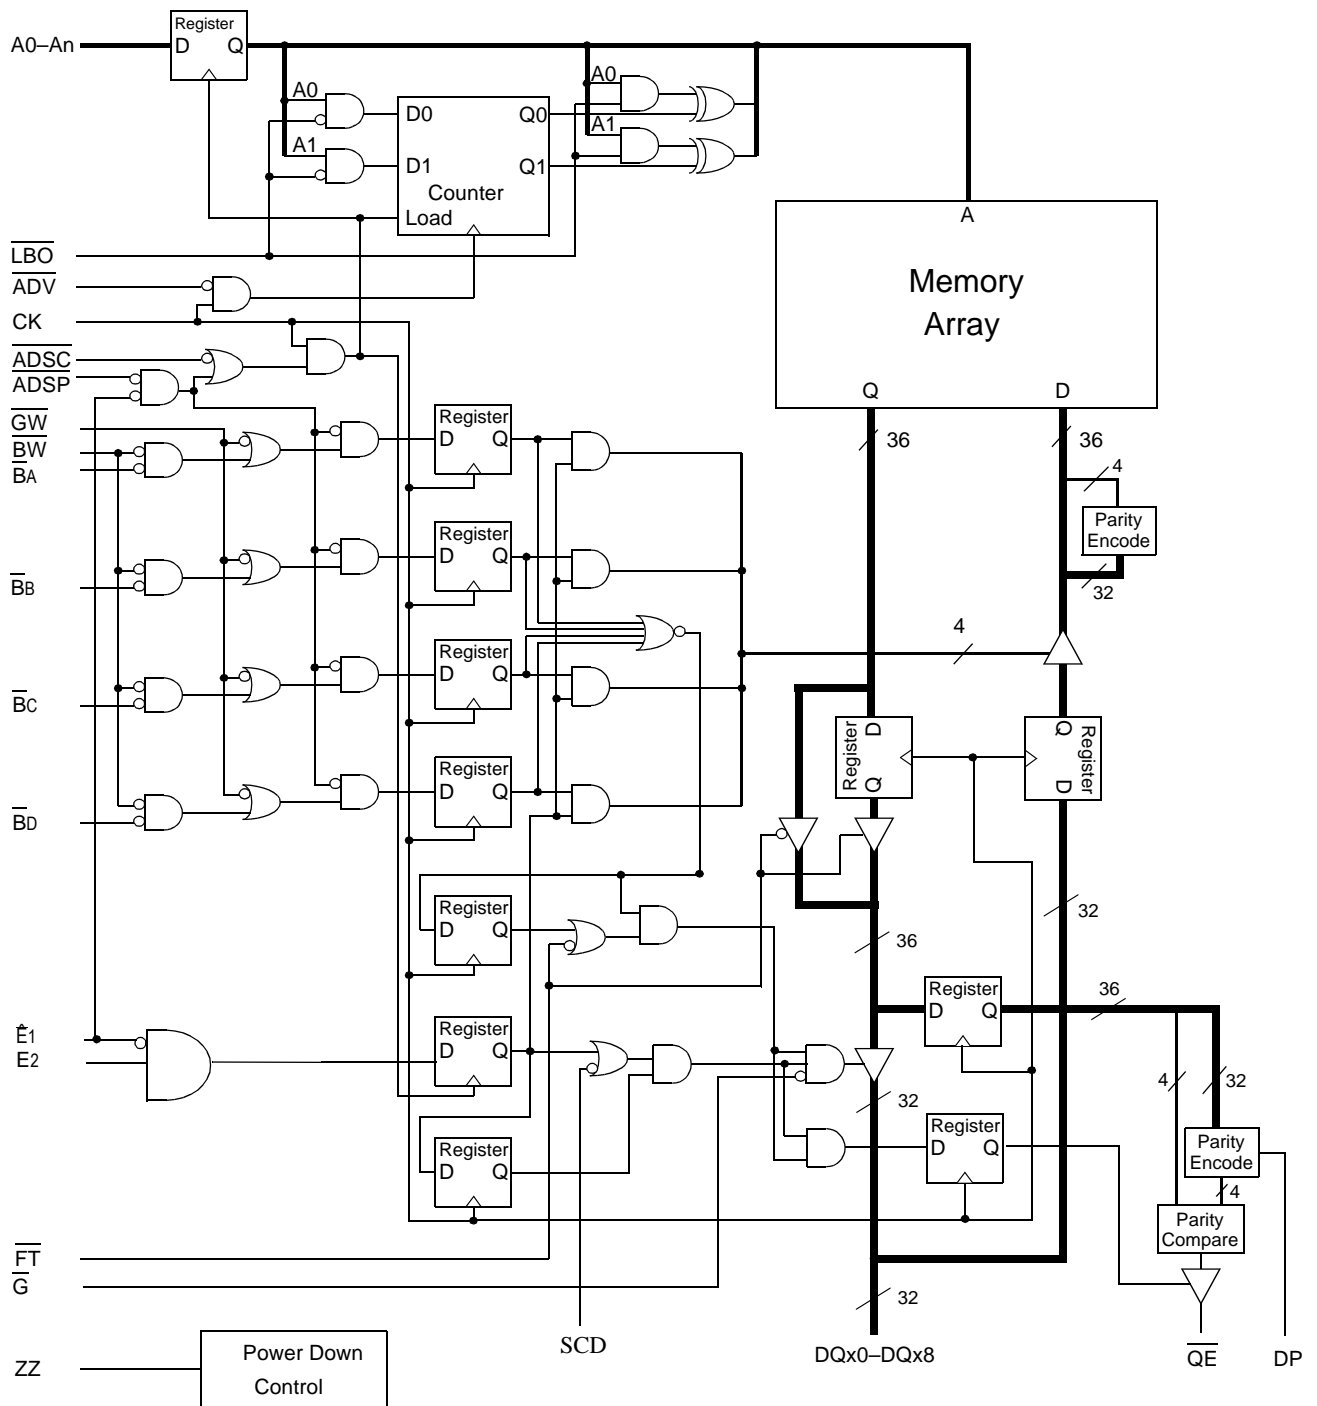 Register
A0–An
D Q
A0
A1
A0
A1
D0 Q0
D1 Q1
Counter
Load
A
Memory
Array
Q D
LBO
ADV
CK
ADSC
ADSP
GW
BW
BA
BB
BC
BD
Register
D Q
Register
D Q
Register
D Q
Register
D Q
36
36
4
Parity
Encode
32
4
Register
D
Q
Register
Q
D
32
36
Register
D Q
Register
D Q
36
4
32
Ê1
E2
Register
D Q
32
Register
D Q
Register
D Q
Parity
Encode
4
Parity
Compare
FT
G
32
SCD
DQx0–DQx8
QE
DP
ZZ
Power Down
Control